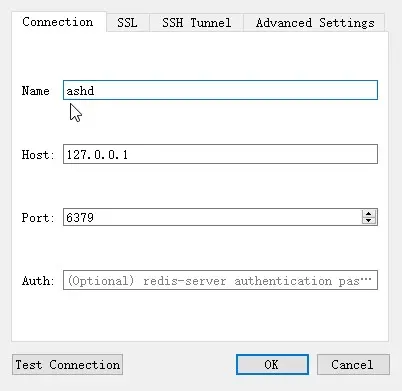 Connection SSL SSH Tunnel Advanced Settings
Name ashd
Host: 127.0.0.1
Port: 6379
Auth: (Optional) redis-server authentication pas…
Test Connection OK Cancel